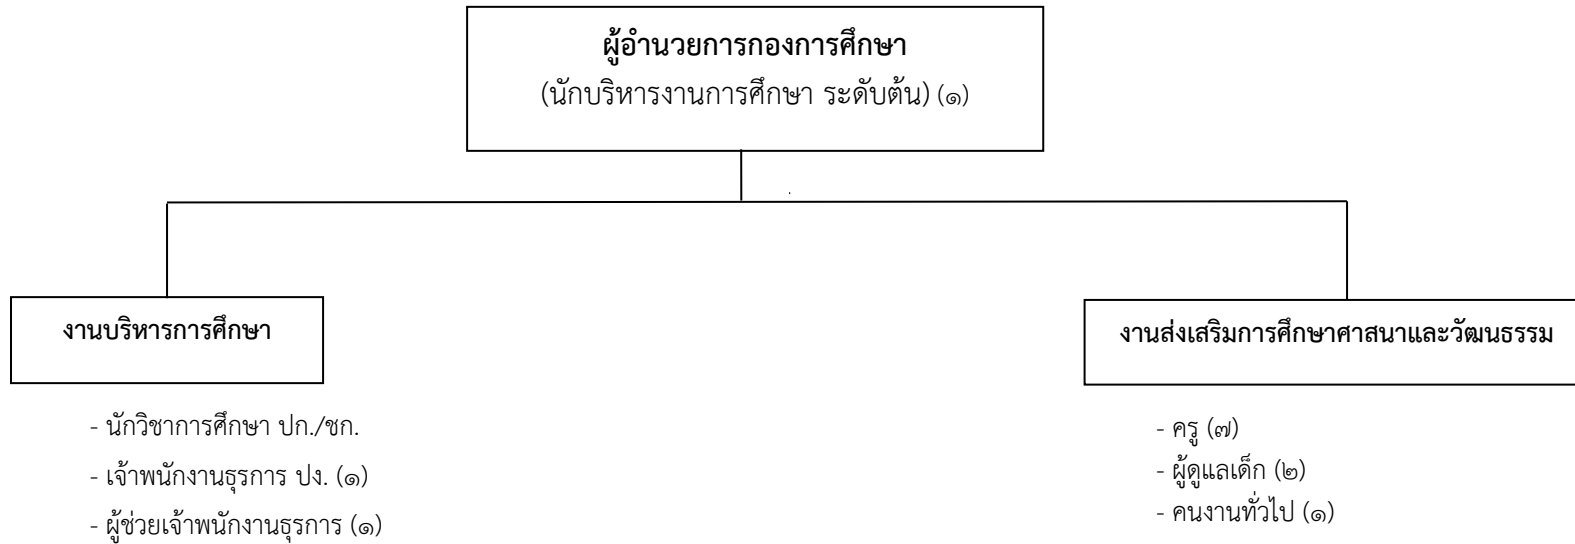 ผู้อำนวยการกองการศึกษา
(นักบริหารงานการศึกษา ระดับต้น) (๑)
งานบริหารการศึกษา
- นักวิชาการศึกษา ปก./ชก.
- เจ้าพนักงานธุรการ ปง. (๑)
- ผู้ช่วยเจ้าพนักงานธุรการ (๑)
งานส่งเสริมการศึกษาศาสนาและวัฒนธรรม
- ครู (๗)
- ผู้ดูแลเด็ก (๒)
- คนงานทั่วไป (๑)